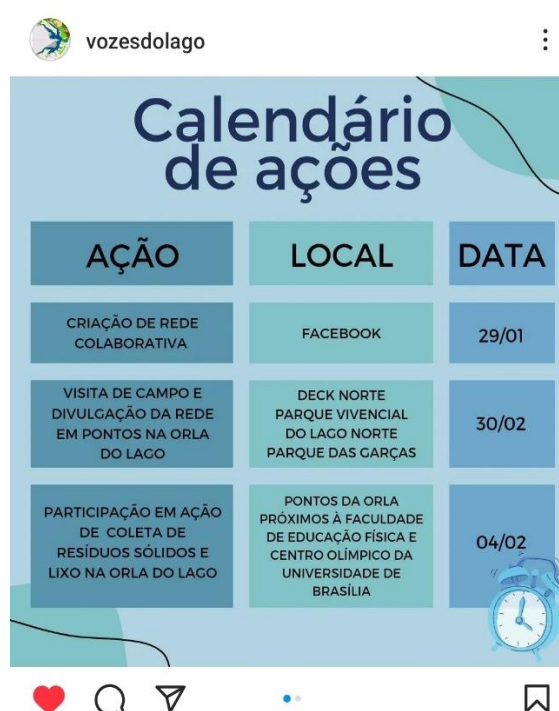 vozesdolago
Calendário
de ações
AÇÃO
LOCAL
DATA
CRIAÇÃO DE REDE
COLABORATIVA
FACEBOOK
29/01
VISITA DE CAMPO E
DIVULGAÇÃO DA REDE
EM PONTOS NA ORLA
DO LAGO
DECK NORTE
PARQUE VIVENCIAL
DO LAGO NORTE
PARQUE DAS GARÇAS
30/02
PARTICIPAÇÃO EM AÇÃO
DE COLETA DE
RESÍDUOS SÓLIDOS E
LIXO NA ORLA DO LAGO
PONTOS DA ORLA
PRÓXIMOS À FACULDADE
DE EDUCAÇÃO FÍSICA E
CENTRO OLÍMPICO DA
UNIVERSIDADE DE
BRASÍLIA
04/02